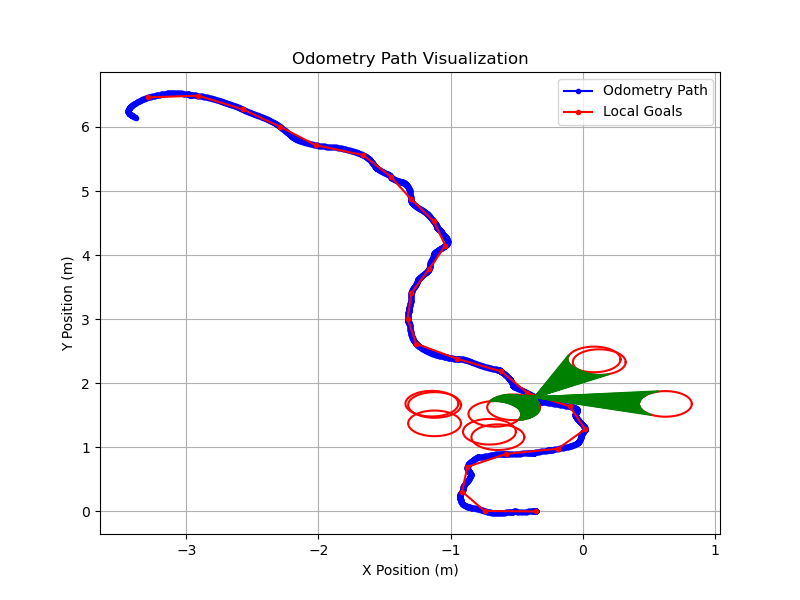 Odometry Path Visualization
Odometry Path
Local Goals
Y Position (m)
6
5
4
3
2
1
0
−3
−2
−1
0
1
X Position (m)